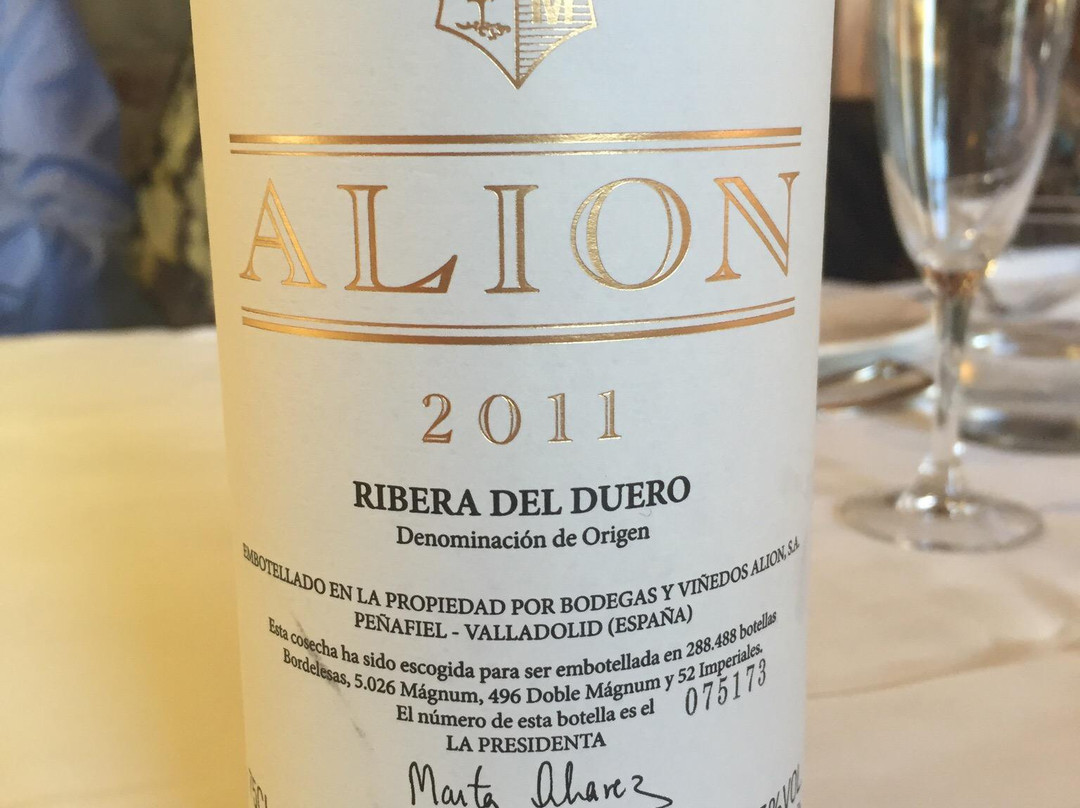 M
ALION
2011
RIBERA DEL DUERO
Denominación de Origen
EMBOTELLADO EN LA PROPIEDAD POR BODEGAS Y VIÑEDOS ALION, S.A.
PEÑAFIEL - VALLADOLID (ESPAÑA)
Esta cosecha ha sido escogida para ser embotellada en 288.488 botellas
Bordelesas, 5.026 Mágnum, 496 Doble Mágnum y 52 Imperiales.
El número de esta botella es el 075173
LA PRESIDENTA
Marta Alvarez
75CL
% VOL